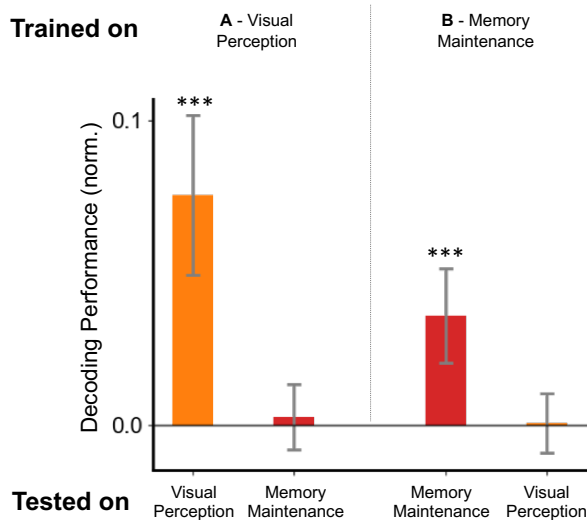 Trained on
A - Visual
Perception
B - Memory
Maintenance
Decoding Performance (norm.)
0.1
0.0
***
***
Tested on
Visual
Perception
Memory
Maintenance
Memory
Maintenance
Visual
Perception